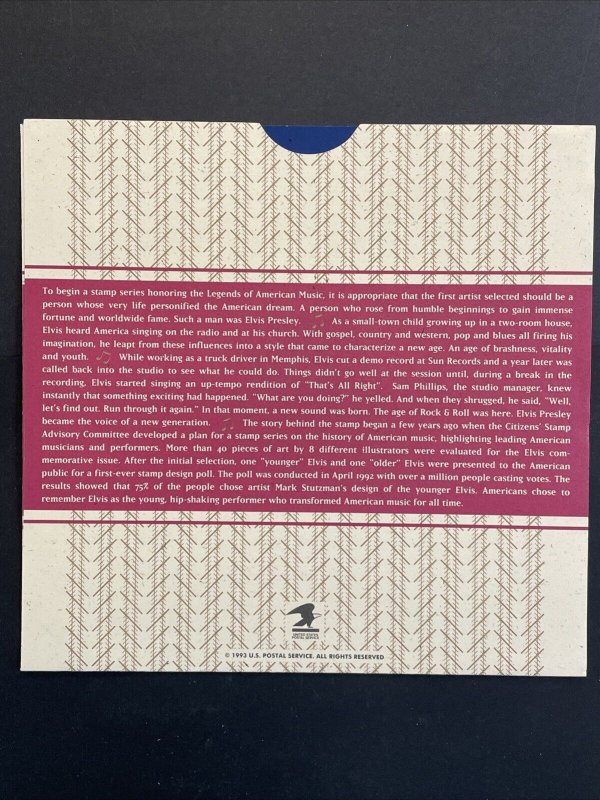 To begin a stamp series honoring the Legends of American Music, it is appropriate that the first artist selected should be a
person whose very life personified the American dream. A person who rose from humble beginnings to gain immense
fortune and worldwide fame. Such a man was Elvis Presley. As a small-town child growing up in a two-room house,
Elvis heard America singing on the radio and at his church. With gospel, country and western, pop and blues all firing his
imagination, he leapt from these influences into a style that came to characterize a new age. An age of brashness, vitality
and youth. While working as a truck driver in Memphis, Elvis cut a demo record at Sun Records and a year later was
called back into the studio to see what he could do. Things didn't go well at the session until, during a break in the
recording, Elvis started singing an up-tempo rendition of "That's All Right". Sam Phillips, the studio manager, knew
instantly that something exciting had happened. "What are you doing?" he yelled. And when they shrugged, he said, "Well,
let's find out. Run through it again." In that moment, a new sound was born. The age of Rock & Roll was here. Elvis Presley
became the voice of a new generation. The story behind the stamp began a few years ago when the Citizens' Stamp
Advisory Committee developed a plan for a stamp series on the history of American music, highlighting leading American
musicians and performers. More than 40 pieces of art by 8 different illustrators were evaluated for the Elvis com-
memorative issue. After the initial selection, one "younger" Elvis and one "older" Elvis were presented to the American
public for a first-ever stamp design poll. The poll was conducted in April 1992 with over a million people casting votes. The
results showed that 75% of the people chose artist Mark Stutzman's design of the younger Elvis. Americans chose to
remember Elvis as the young, hip-shaking performer who transformed American music for all time.
UNITED STATES
POSTAL SERVICE
© 1993 U.S. POSTAL SERVICE. ALL RIGHTS RESERVED